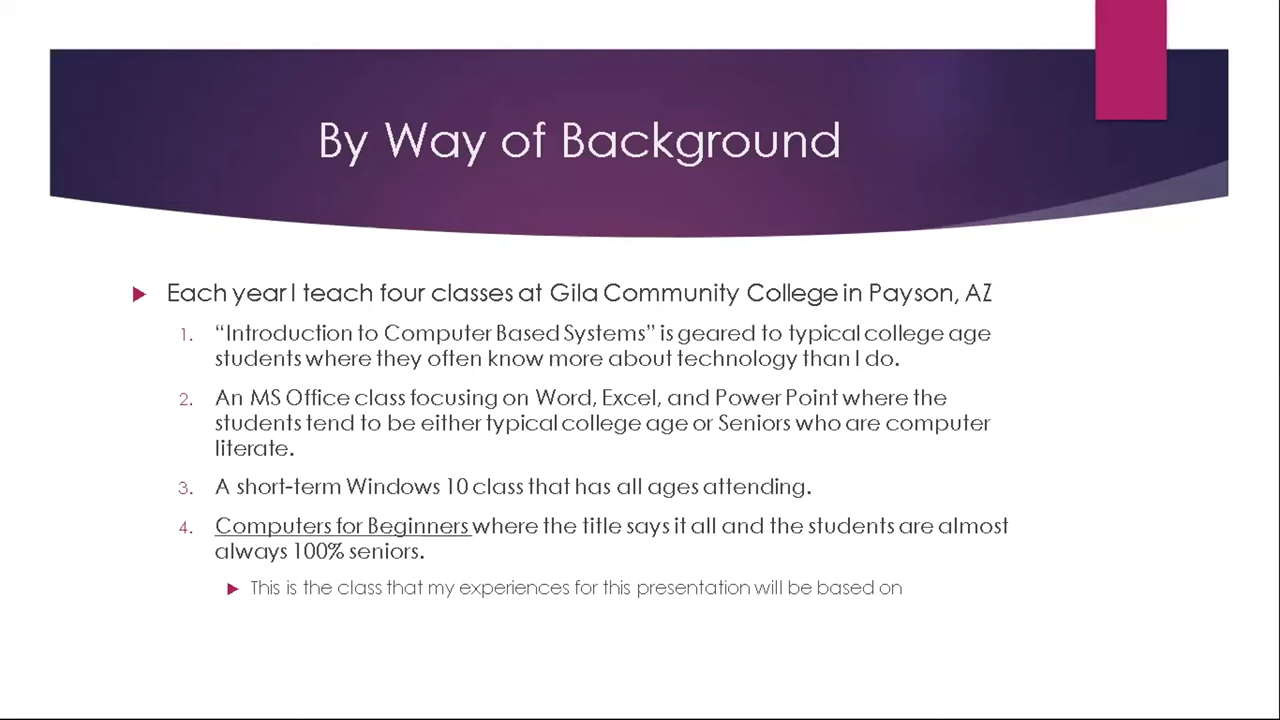 By Way of Background
Each year I teach four classes at Gila Community College in Payson, AZ
1. “Introduction to Computer Based Systems” is geared to typical college age
students where they often know more about technology than I do.
2. An MS Office class focusing on Word, Excel, and Power Point where the
students tend to be either typical college age or Seniors who are computer
literate.
3. A short-term Windows 10 class that has all ages attending.
4. Computers for Beginners where the title says it all and the students are almost
always 100% seniors.
This is the class that my experiences for this presentation will be based on